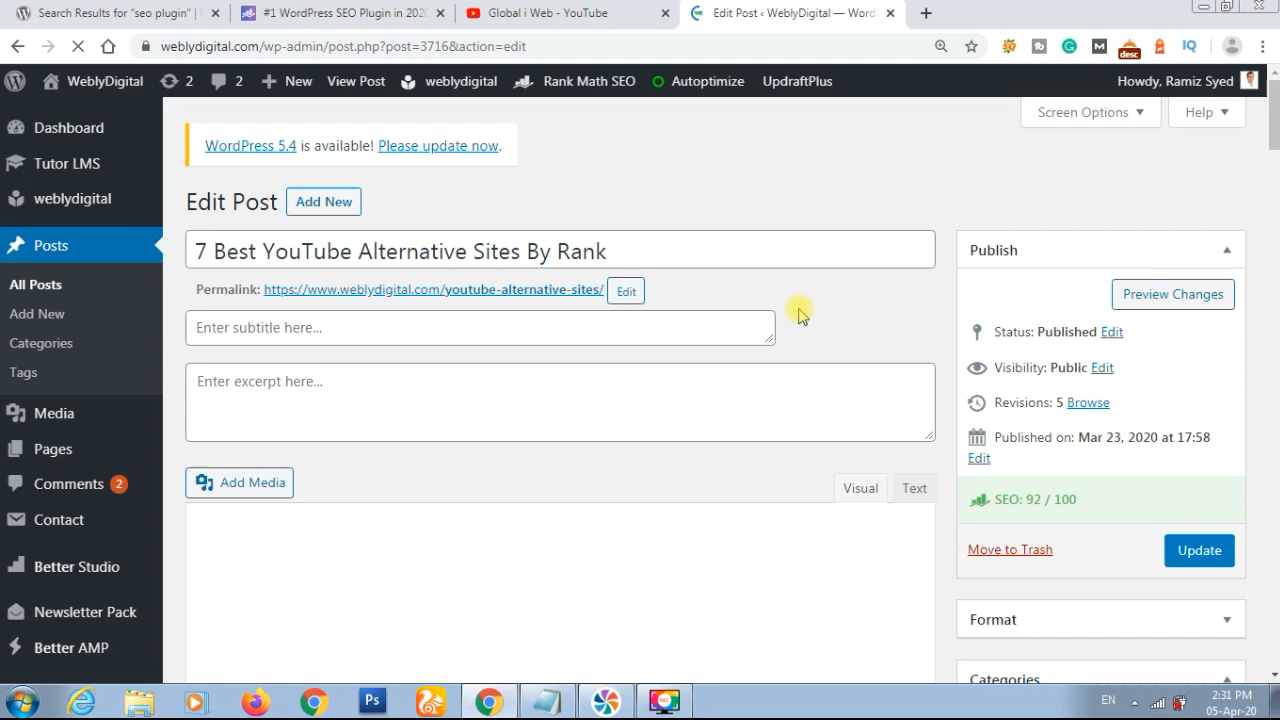 Search Results for "seo plugin" |
#1 WordPress SEO Plugin in 2020
Global i Web - YouTube
Edit Post ‹ WeblyDigital — Word
weblydigital.com/wp-admin/post.php?post=3716&action=edit
desc
IQ
WeblyDigital
2
2
New
View Post
weblydigital
Rank Math SEO
Autoptimize
UpdraftPlus
Howdy, Ramiz Syed
Dashboard
Tutor LMS
weblydigital
Posts
All Posts
Add New
Categories
Tags
Media
Pages
Comments 2
Contact
Better Studio
Newsletter Pack
Better AMP
Screen Options
Help
WordPress 5.4 is available! Please update now.
Edit Post
Add New
7 Best YouTube Alternative Sites By Rank
Permalink: https://www.weblydigital.com/youtube-alternative-sites/ Edit
Enter subtitle here...
Enter excerpt here...
Add Media
Visual
Text
Publish
Preview Changes
Status: Published Edit
Visibility: Public Edit
Revisions: 5 Browse
Published on: Mar 23, 2020 at 17:58
Edit
SEO: 92 / 100
Move to Trash
Update
Format
Categories
Ps
REC
EN
2:31 PM
05-Apr-20